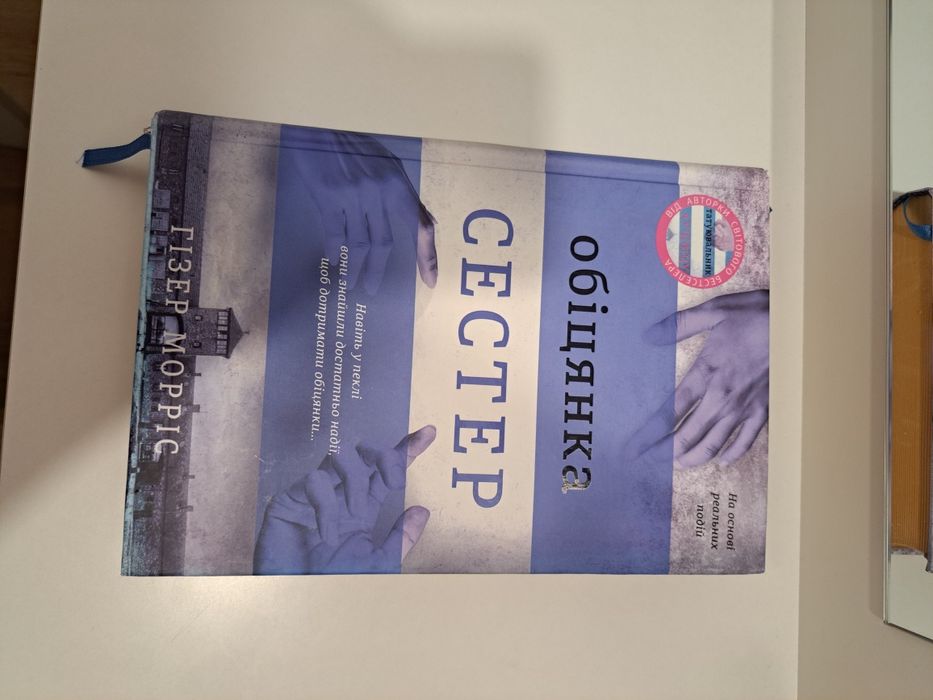 На основі
реальних
подій
ВІД АВТОРКИ СВІТОВОГО БЕСТСЕЛЕРА
татуювальник
обіцянка
СЕСТЕР
Навіть у пеклі
вони знайшли достатньо надії,
щоб дотримати обіцянки...
ГІЗЕР МОРРІС